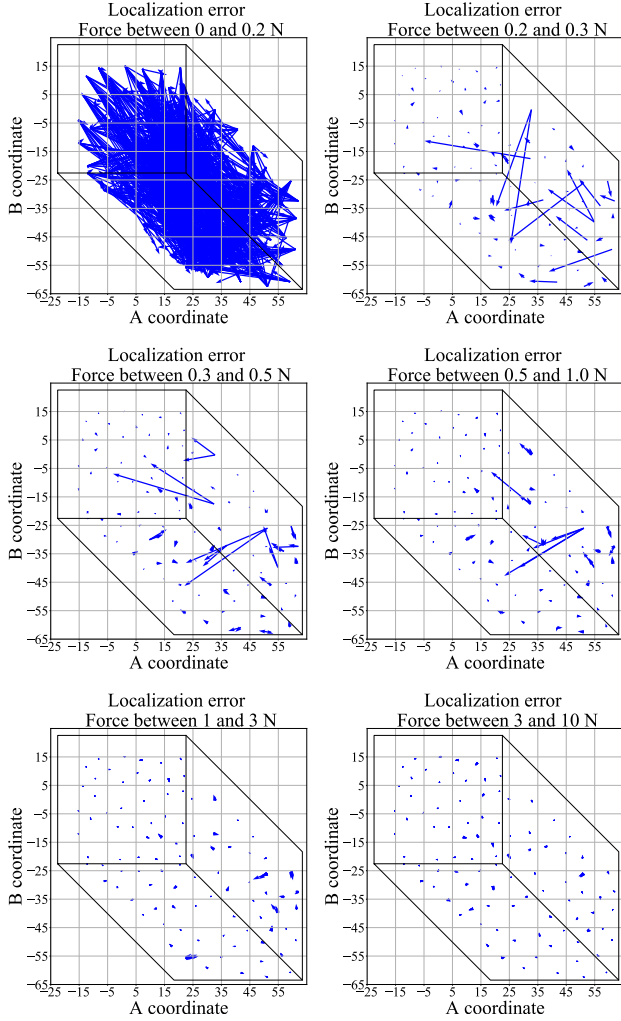 Localization error
Force between 0 and 0.2 N
Localization error
Force between 0.2 and 0.3 N
B coordinate
15
5
−5
−15
−25
−35
−45
−55
−65
−25 −15 −5 5 15 25 35 45 55
A coordinate
B coordinate
15
5
−5
−15
−25
−35
−45
−55
−65
−25 −15 −5 5 15 25 35 45 55
A coordinate
Localization error
Force between 0.3 and 0.5 N
Localization error
Force between 0.5 and 1.0 N
B coordinate
15
5
−5
−15
−25
−35
−45
−55
−65
−25 −15 −5 5 15 25 35 45 55
A coordinate
B coordinate
15
5
−5
−15
−25
−35
−45
−55
−65
−25 −15 −5 5 15 25 35 45 55
A coordinate
Localization error
Force between 1 and 3 N
Localization error
Force between 3 and 10 N
B coordinate
15
5
−5
−15
−25
−35
−45
−55
−65
−25 −15 −5 5 15 25 35 45 55
A coordinate
B coordinate
15
5
−5
−15
−25
−35
−45
−55
−65
−25 −15 −5 5 15 25 35 45 55
A coordinate